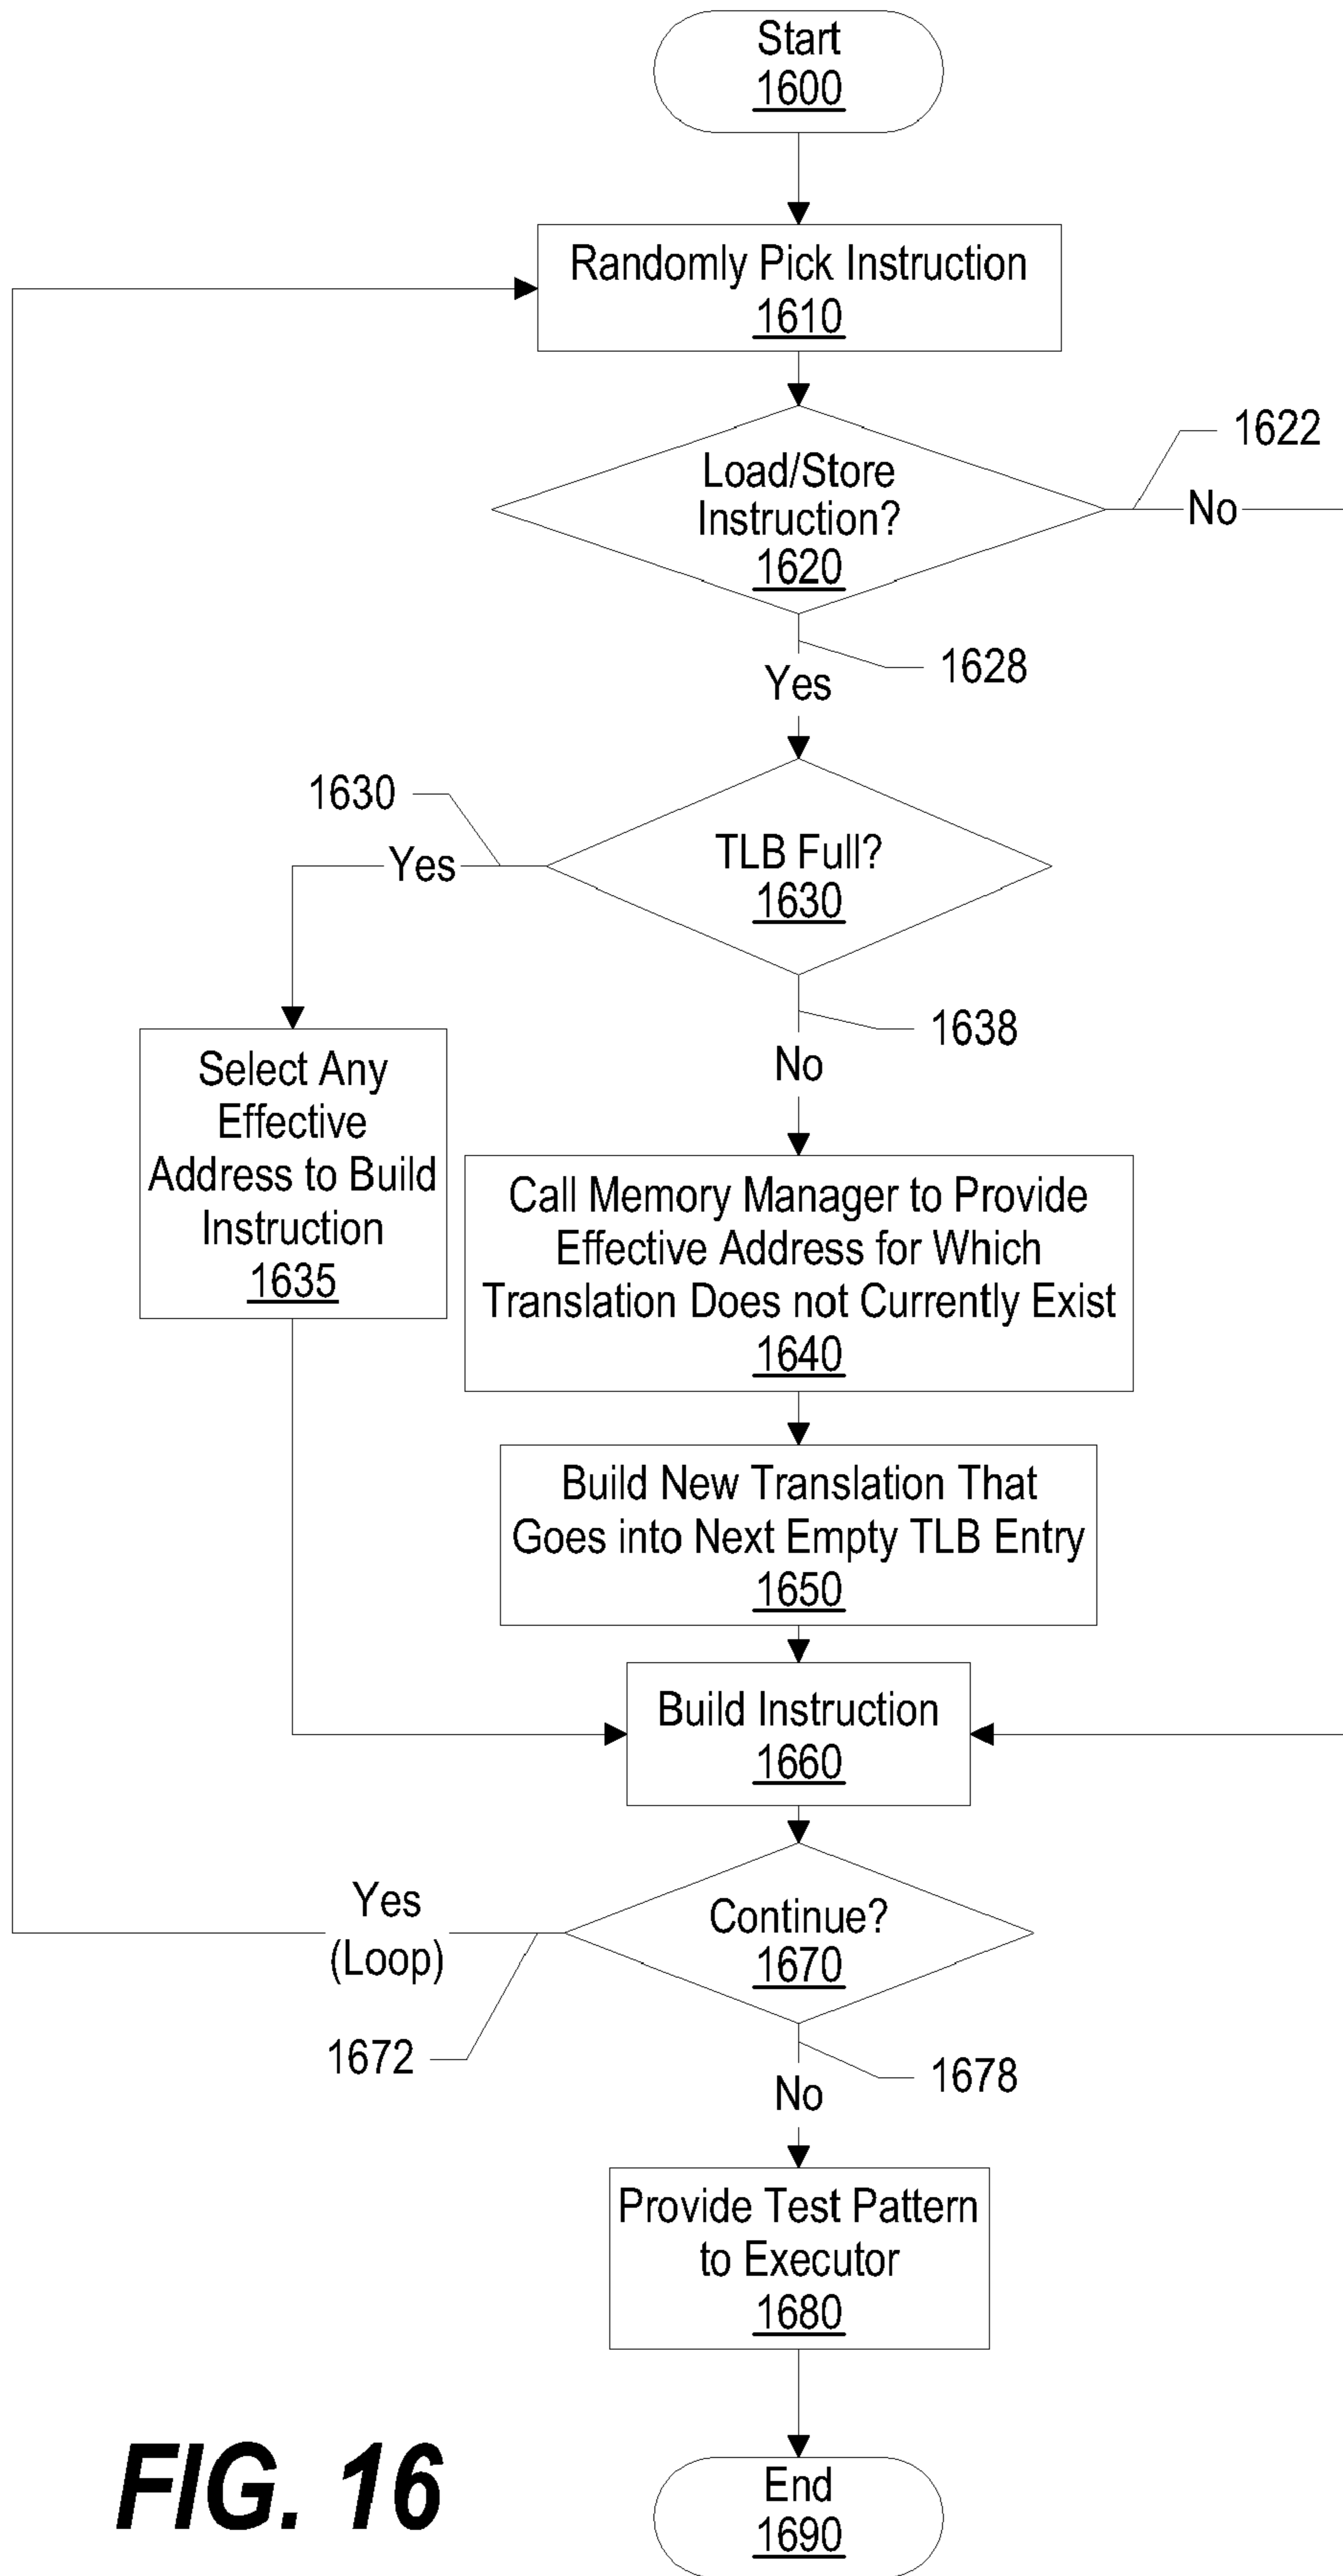 Start
1600
Randomly Pick Instruction
1610
Load/Store
Instruction?
1620
1622
No
1628
Yes
1630
Yes
TLB Full?
1630
1638
No
Select Any
Effective
Address to Build
Instruction
1635
Call Memory Manager to Provide
Effective Address for Which
Translation Does not Currently Exist
1640
Build New Translation That
Goes into Next Empty TLB Entry
1650
Build Instruction
1660
Yes
(Loop)
Continue?
1670
1672
1678
No
Provide Test Pattern
to Executor
1680
End
1690
FIG. 16